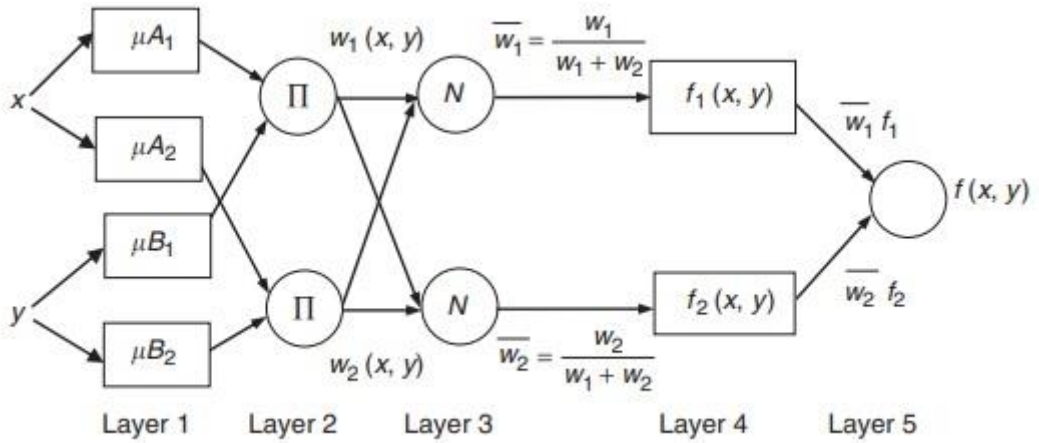 x
y
μA₁
μA₂
μB₁
μB₂
Π
Π
w₁ (x, y)
w₂ (x, y)
N
N
w̅₁ = w₁ / (w₁ + w₂)
w̅₂ = w₂ / (w₁ + w₂)
f₁ (x, y)
f₂ (x, y)
w̅₁ f₁
w̅₂ f₂
f (x, y)
Layer 1 Layer 2 Layer 3 Layer 4 Layer 5